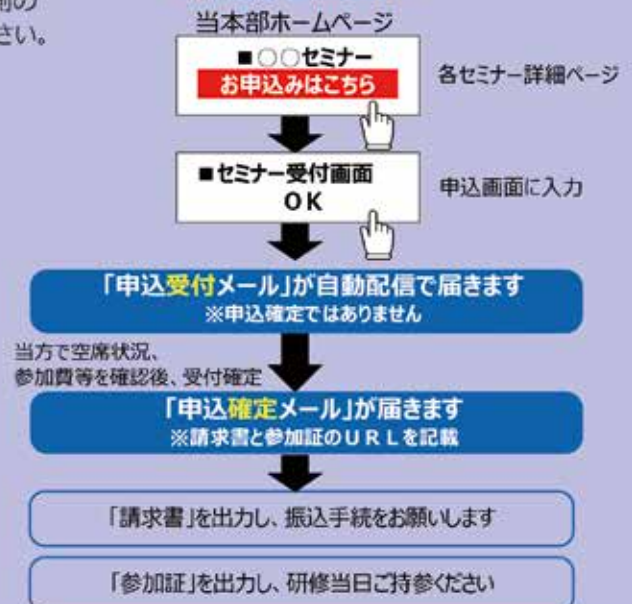 さい。
当本部ホームページ
■○○セミナー
お申込みはこちら
各セミナー詳細ページ
■セミナー受付画面
OK
申込画面に入力
「申込受付メール」が自動配信で届きます
※申込確定ではありません
当方で空席状況、
参加費等を確認後、受付確定
「申込確定メール」が届きます
※請求書と参加証のＵＲＬを記載
「請求書」を出力し、振込手続をお願いします
「参加証」を出力し、研修当日ご持参ください